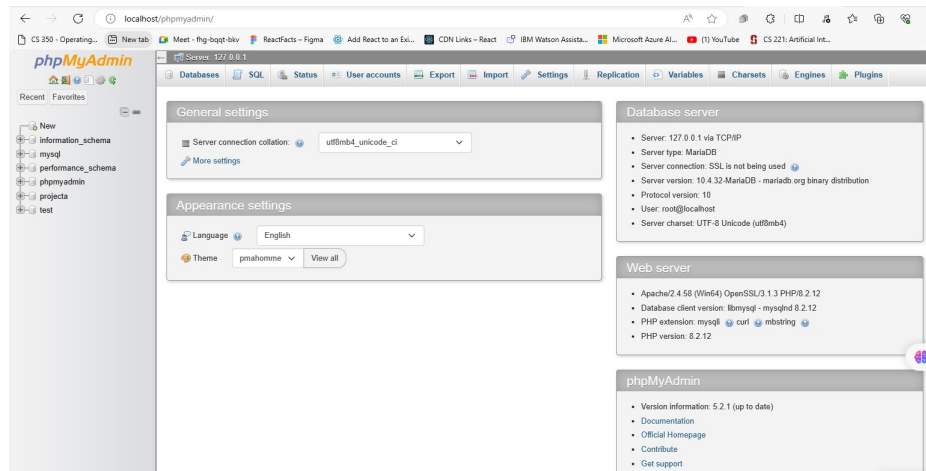 localhost/phpmyadmin/
CS 350 - Operating... New tab Meet - fhg-bqqt-bkv ReactFacts – Figma Add React to an Exi... CDN Links – React IBM Watson Assista... Microsoft Azure AI... (1) YouTube CS 221: Artificial Int...
phpMyAdmin
Recent Favorites
New
information_schema
mysql
performance_schema
phpmyadmin
projecta
test
Server: 127.0.0.1
Databases SQL Status User accounts Export Import Settings Replication Variables Charsets Engines Plugins
General settings
Server connection collation: utf8mb4_unicode_ci
More settings
Appearance settings
Language English
Theme pmahomme View all
Database server
Server: 127.0.0.1 via TCP/IP
Server type: MariaDB
Server connection: SSL is not being used
Server version: 10.4.32-MariaDB - mariadb.org binary distribution
Protocol version: 10
User: root@localhost
Server charset: UTF-8 Unicode (utf8mb4)
Web server
Apache/2.4.58 (Win64) OpenSSL/3.1.3 PHP/8.2.12
Database client version: libmysql - mysqlnd 8.2.12
PHP extension: mysqli curl mbstring
PHP version: 8.2.12
phpMyAdmin
Version information: 5.2.1 (up to date)
Documentation
Official Homepage
Contribute
Get support